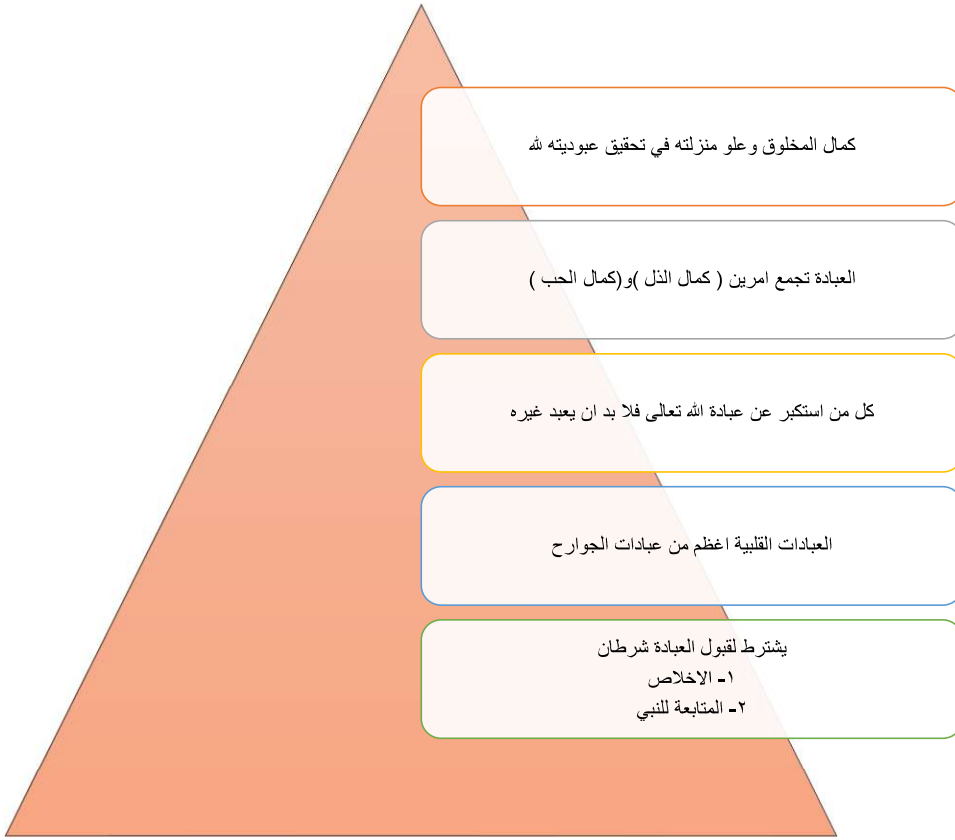 كمال المخلوق وعلو منزلته في تحقيق عبوديته لله
العبادة تجمع امرين ( كمال الذل )و(كمال الحب )
كل من استكبر عن عبادة الله تعالى فلا بد ان يعبد غيره
العبادات القلبية اغظم من عبادات الجوارح
يشترط لقبول العبادة شرطان
١- الاخلاص
٢- المتابعة للنبي